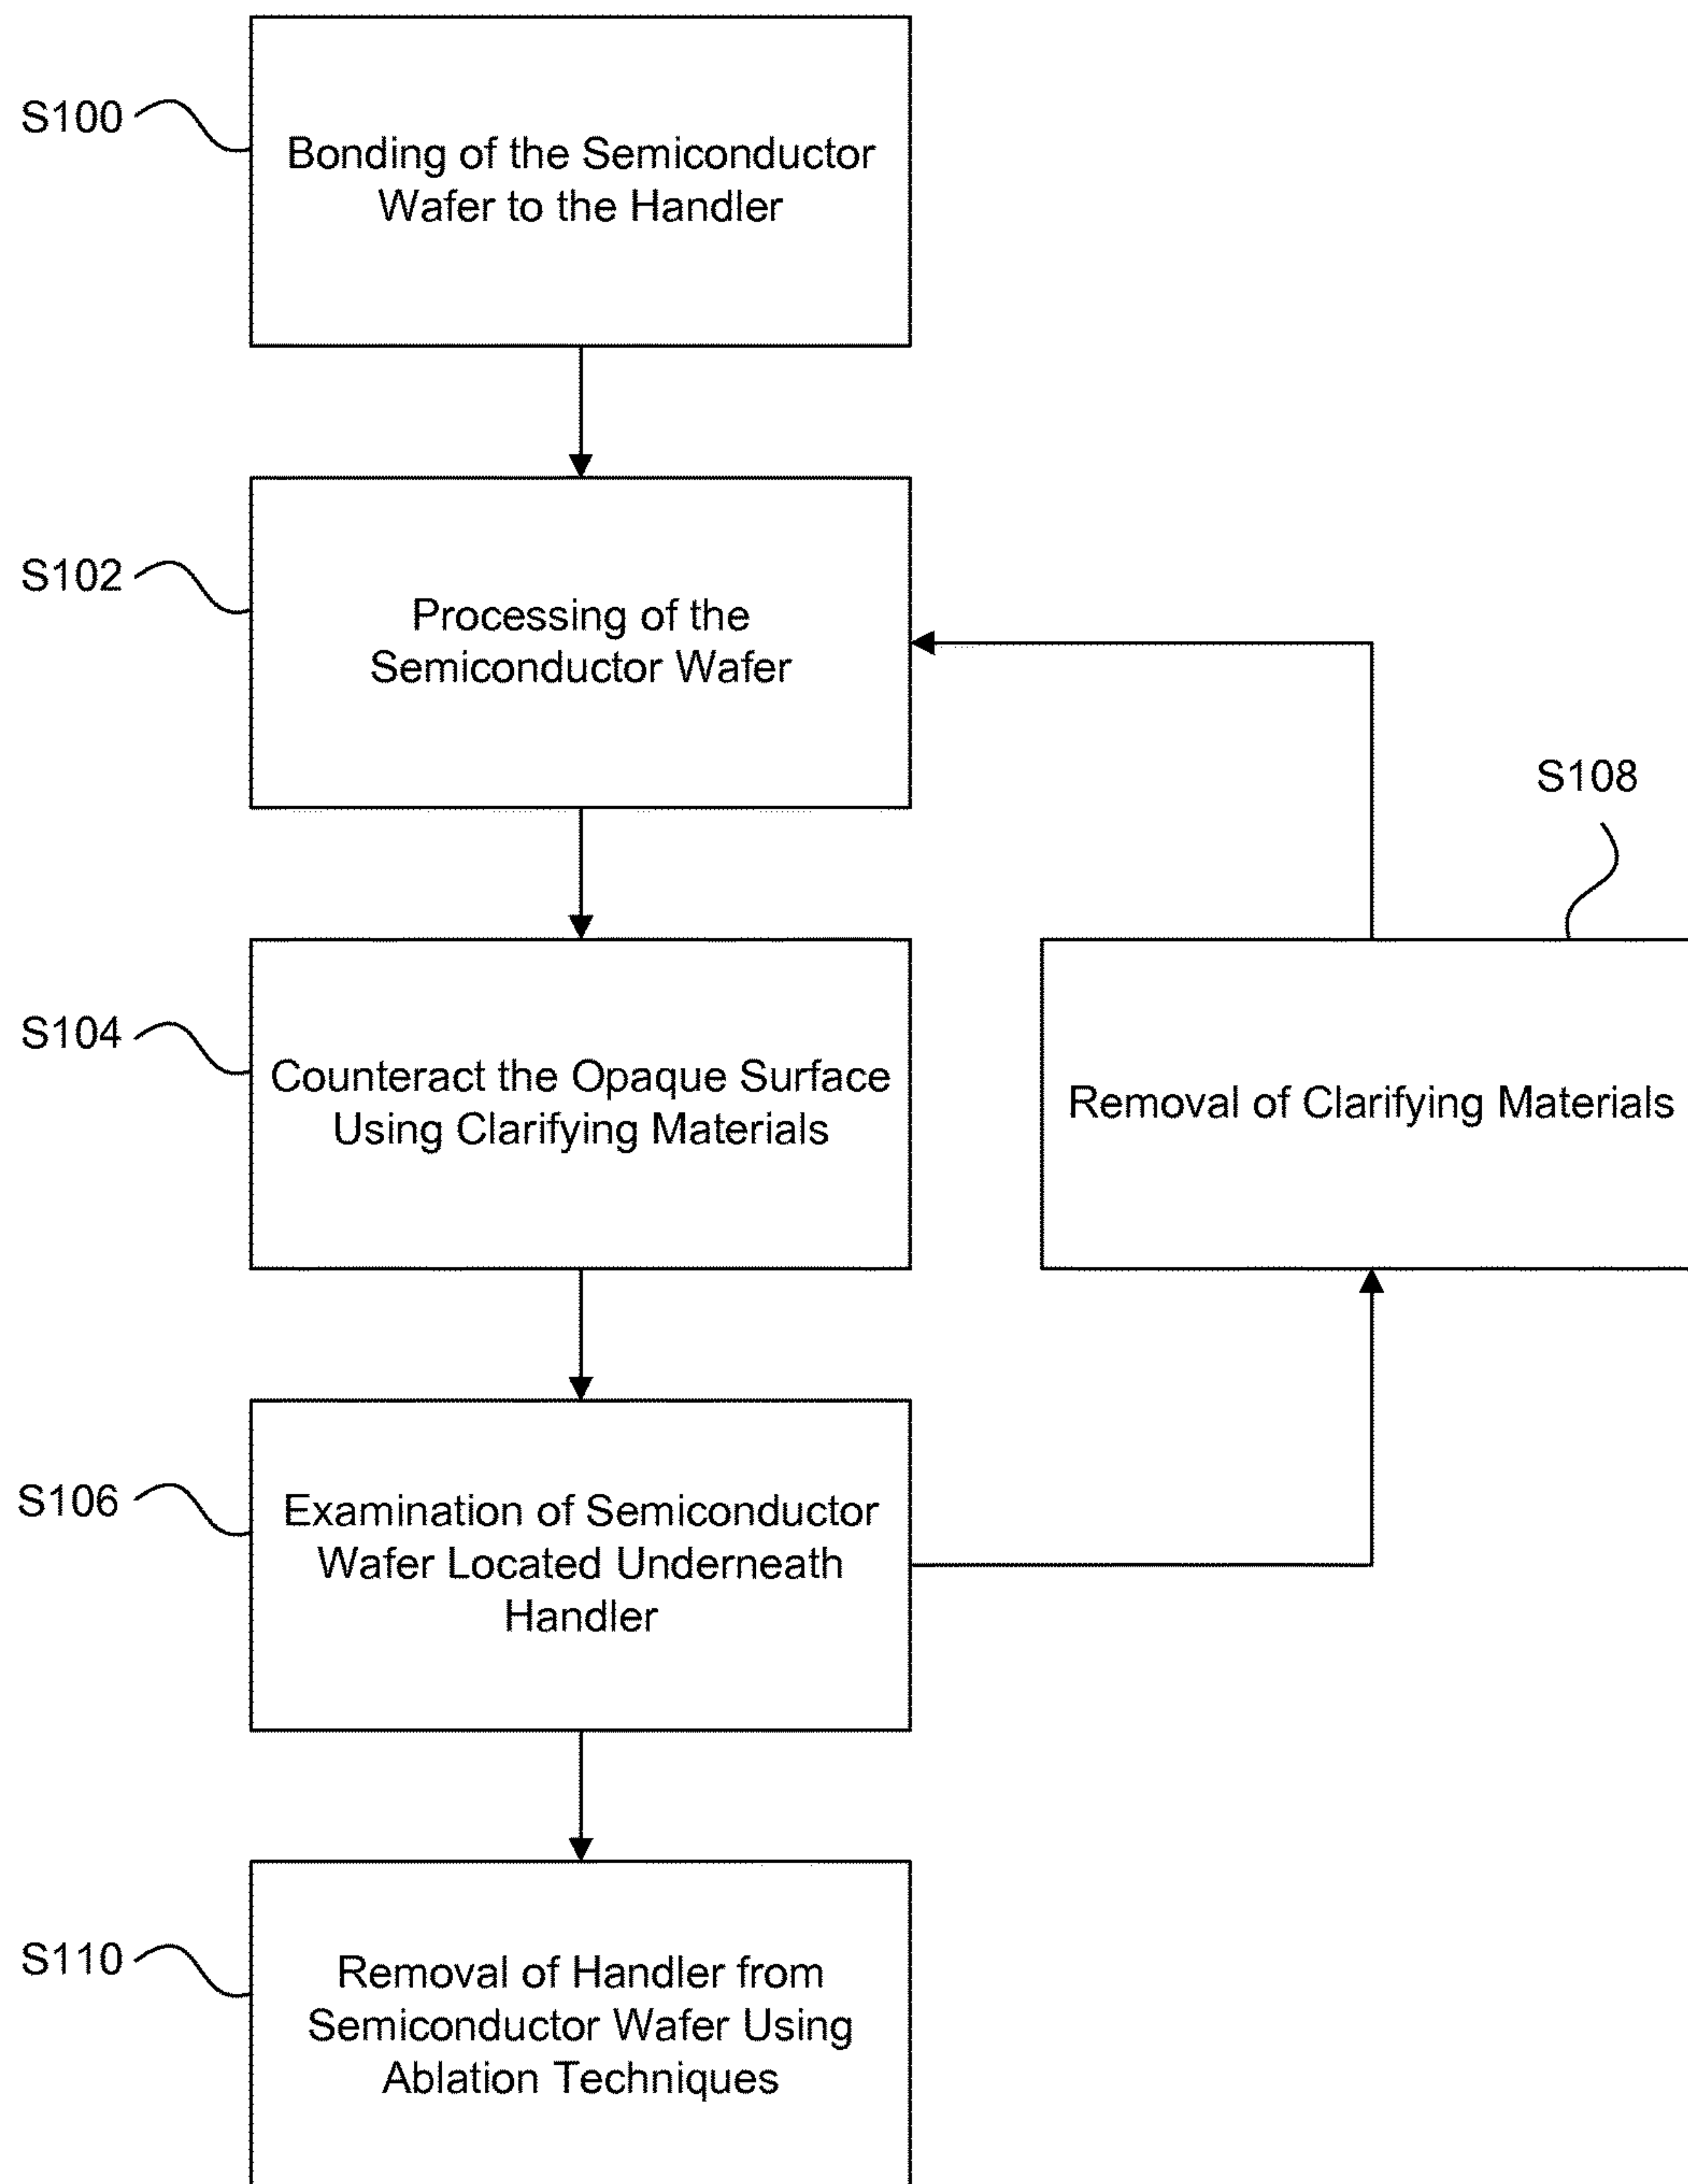 S100
Bonding of the Semiconductor
Wafer to the Handler
S102
Processing of the
Semiconductor Wafer
S108
S104
Counteract the Opaque Surface
Using Clarifying Materials
Removal of Clarifying Materials
S106
Examination of Semiconductor
Wafer Located Underneath
Handler
S110
Removal of Handler from
Semiconductor Wafer Using
Ablation Techniques